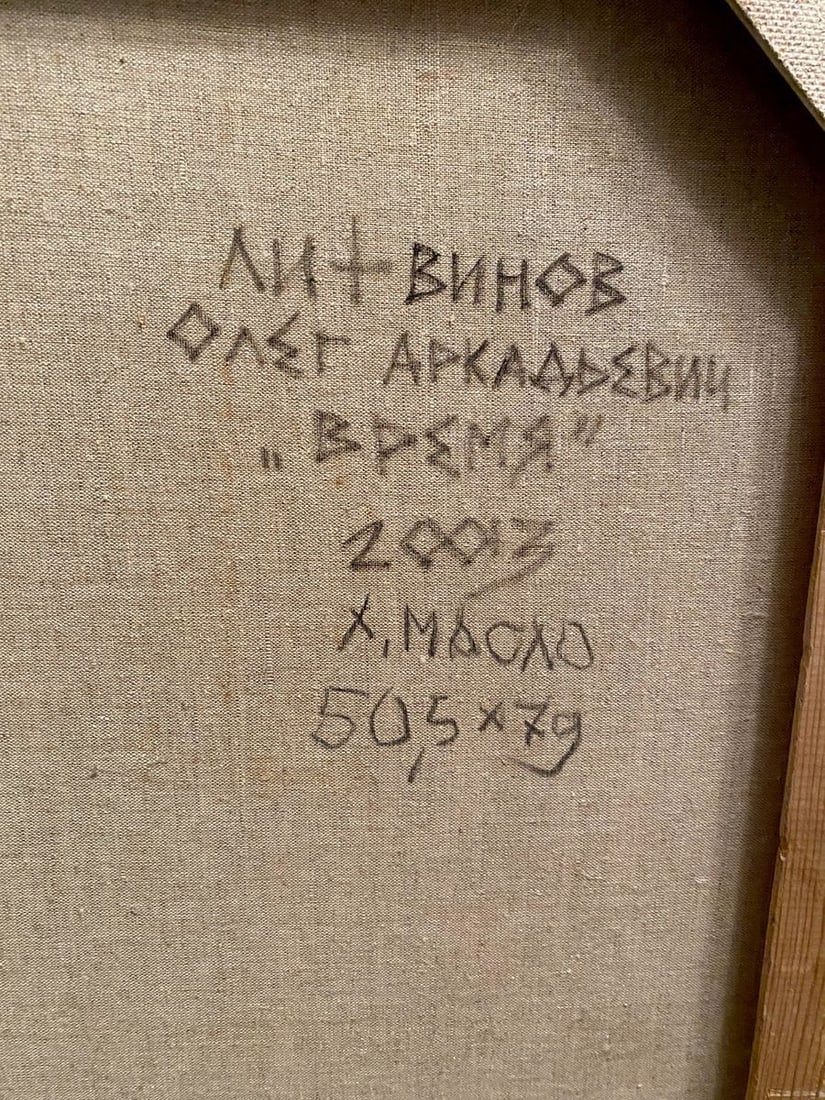 ЛИТВИНОВ
ОЛЕГ АРКАДЬЕВИЧ
„ВРЕМЯ"
2003
Х, МАСЛО
50,5 х 79